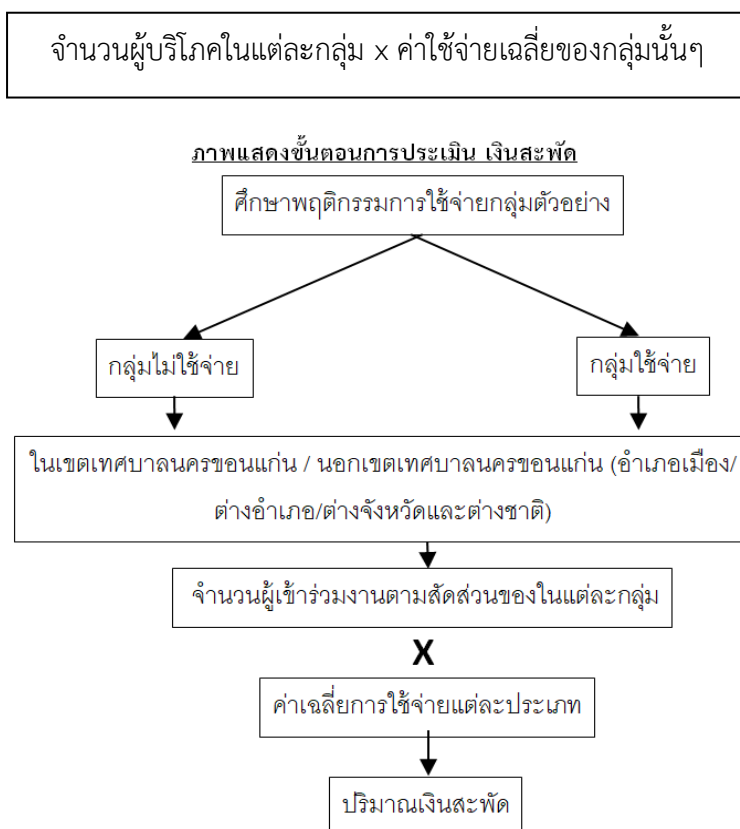 จำนวนผู้บริโภคในแต่ละกลุ่ม x ค่าใช้จ่ายเฉลี่ยของกลุ่มนั้นๆ
ภาพแสดงขั้นตอนการประเมิน เงินสะพัด
ศึกษาพฤติกรรมการใช้จ่ายกลุ่มตัวอย่าง
กลุ่มไม่ใช้จ่าย
กลุ่มใช้จ่าย
ในเขตเทศบาลนครขอนแก่น / นอกเขตเทศบาลนครขอนแก่น (อำเภอเมือง/
ต่างอำเภอ/ต่างจังหวัดและต่างชาติ)
จำนวนผู้เข้าร่วมงานตามสัดส่วนของในแต่ละกลุ่ม
X
ค่าเฉลี่ยการใช้จ่ายแต่ละประเภท
ปริมาณเงินสะพัด